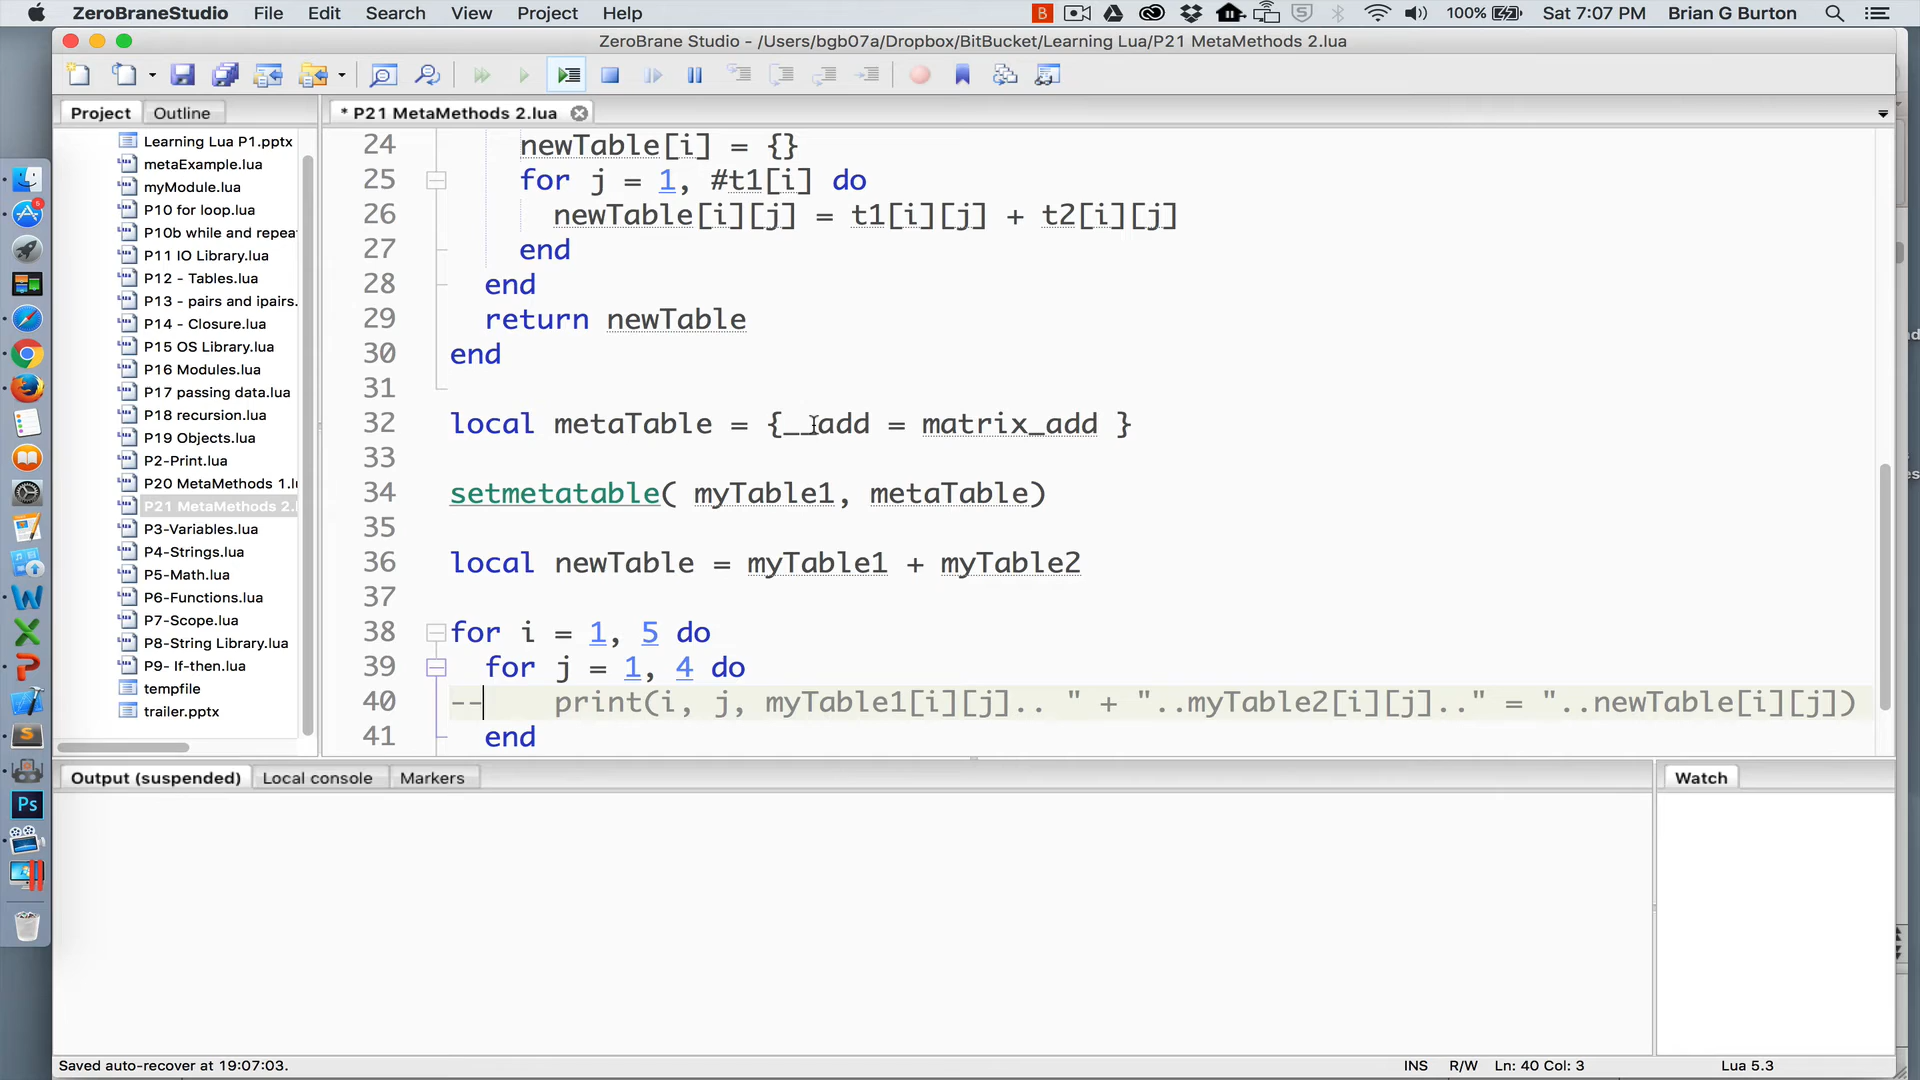 ZeroBraneStudio File Edit Search View Project Help B S 100% Sat 7:07 PM Brian G Burton
ZeroBrane Studio - /Users/bgb07a/Dropbox/BitBucket/Learning Lua/P21 MetaMethods 2.lua
Project Outline
* P21 MetaMethods 2.lua
Learning Lua P1.pptx
metaExample.lua
myModule.lua
P10 for loop.lua
P10b while and repea
P11 IO Library.lua
P12 - Tables.lua
P13 - pairs and ipairs.
P14 - Closure.lua
P15 OS Library.lua
P16 Modules.lua
P17 passing data.lua
P18 recursion.lua
P19 Objects.lua
P2-Print.lua
P20 MetaMethods 1.lu
P21 MetaMethods 2.l
P3-Variables.lua
P4-Strings.lua
P5-Math.lua
P6-Functions.lua
P7-Scope.lua
P8-String Library.lua
P9- If-then.lua
tempfile
trailer.pptx
24 newTable[i] = {}
25 for j = 1, #t1[i] do
26 newTable[i][j] = t1[i][j] + t2[i][j]
27 end
28 end
29 return newTable
30 end
31
32 local metaTable = {__add = matrix_add }
33
34 setmetatable( myTable1, metaTable)
35
36 local newTable = myTable1 + myTable2
37
38 for i = 1, 5 do
39 for j = 1, 4 do
40 -- print(i, j, myTable1[i][j].. " + "..myTable2[i][j].." = "..newTable[i][j])
41 end
Output (suspended) Local console Markers
Watch
Ps
Saved auto-recover at 19:07:03. INS R/W Ln: 40 Col: 3 Lua 5.3